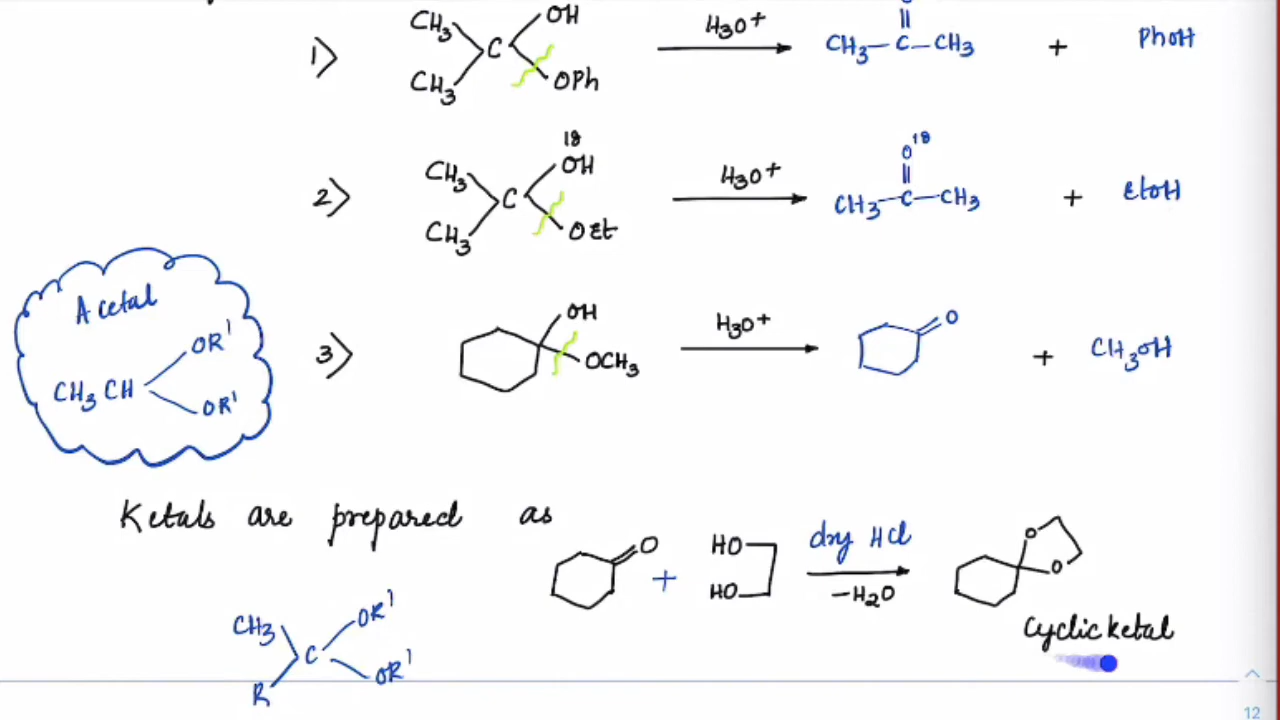 1) CH3 CH3 C OH OPh H3O+ CH3-C-CH3 + PhOH
2) CH3 CH3 C 18 OH OEt H3O+ O18 CH3-C-CH3 + EtOH
Acetal
CH3CH OR' OR'
3) OH OCH3 H3O+ O + CH3OH
Ketals are prepared as
O + HO HO dry HCl -H2O O O
cyclic ketal
CH3 R C OR' OR'
12